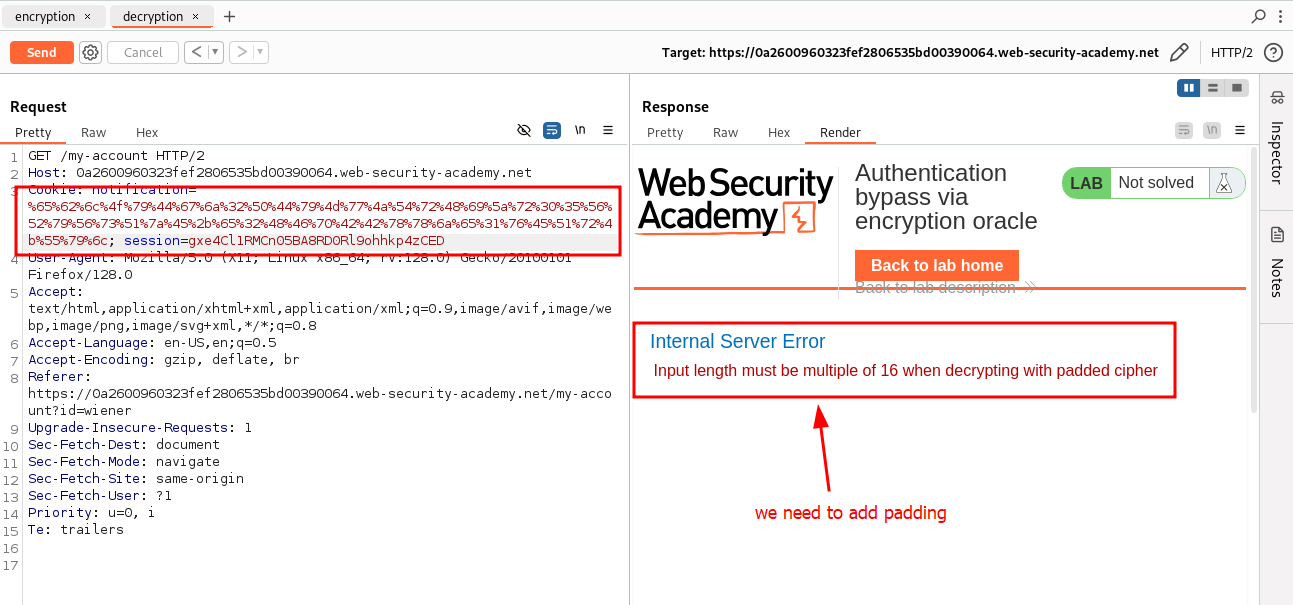 encryption ×
decryption ×
+
Send
Cancel
Target: https://0a2600960323fef2806535bd00390064.web-security-academy.net
HTTP/2
Request
Pretty
Raw
Hex
\n
1 GET /my-account HTTP/2
2 Host: 0a2600960323fef2806535bd00390064.web-security-academy.net
3 Cookie: notification=
%65%62%6c%4f%79%44%67%6a%32%50%44%79%4d%77%4a%54%72%48%69%5a%72%30%35%56%
52%79%56%73%51%7a%45%2b%65%32%48%46%70%42%42%78%78%6a%65%31%76%45%51%72%4
b%55%79%6c; session=gxe4Cl1RMCn05BA8RD0Rl9ohhkp4zCED
4 User-Agent: Mozilla/5.0 (X11; Linux x86_64; rv:128.0) Gecko/20100101
Firefox/128.0
5 Accept:
text/html,application/xhtml+xml,application/xml;q=0.9,image/avif,image/we
bp,image/png,image/svg+xml,*/*;q=0.8
6 Accept-Language: en-US,en;q=0.5
7 Accept-Encoding: gzip, deflate, br
8 Referer:
https://0a2600960323fef2806535bd00390064.web-security-academy.net/my-acco
unt?id=wiener
9 Upgrade-Insecure-Requests: 1
10 Sec-Fetch-Dest: document
11 Sec-Fetch-Mode: navigate
12 Sec-Fetch-Site: same-origin
13 Sec-Fetch-User: ?1
14 Priority: u=0, i
15 Te: trailers
16
17
Response
Pretty
Raw
Hex
Render
\n
WebSecurity
Academy
Authentication
bypass via
encryption oracle
LAB Not solved
Back to lab home
Back to lab description
Internal Server Error
Input length must be multiple of 16 when decrypting with padded cipher
we need to add padding
Inspector
Notes